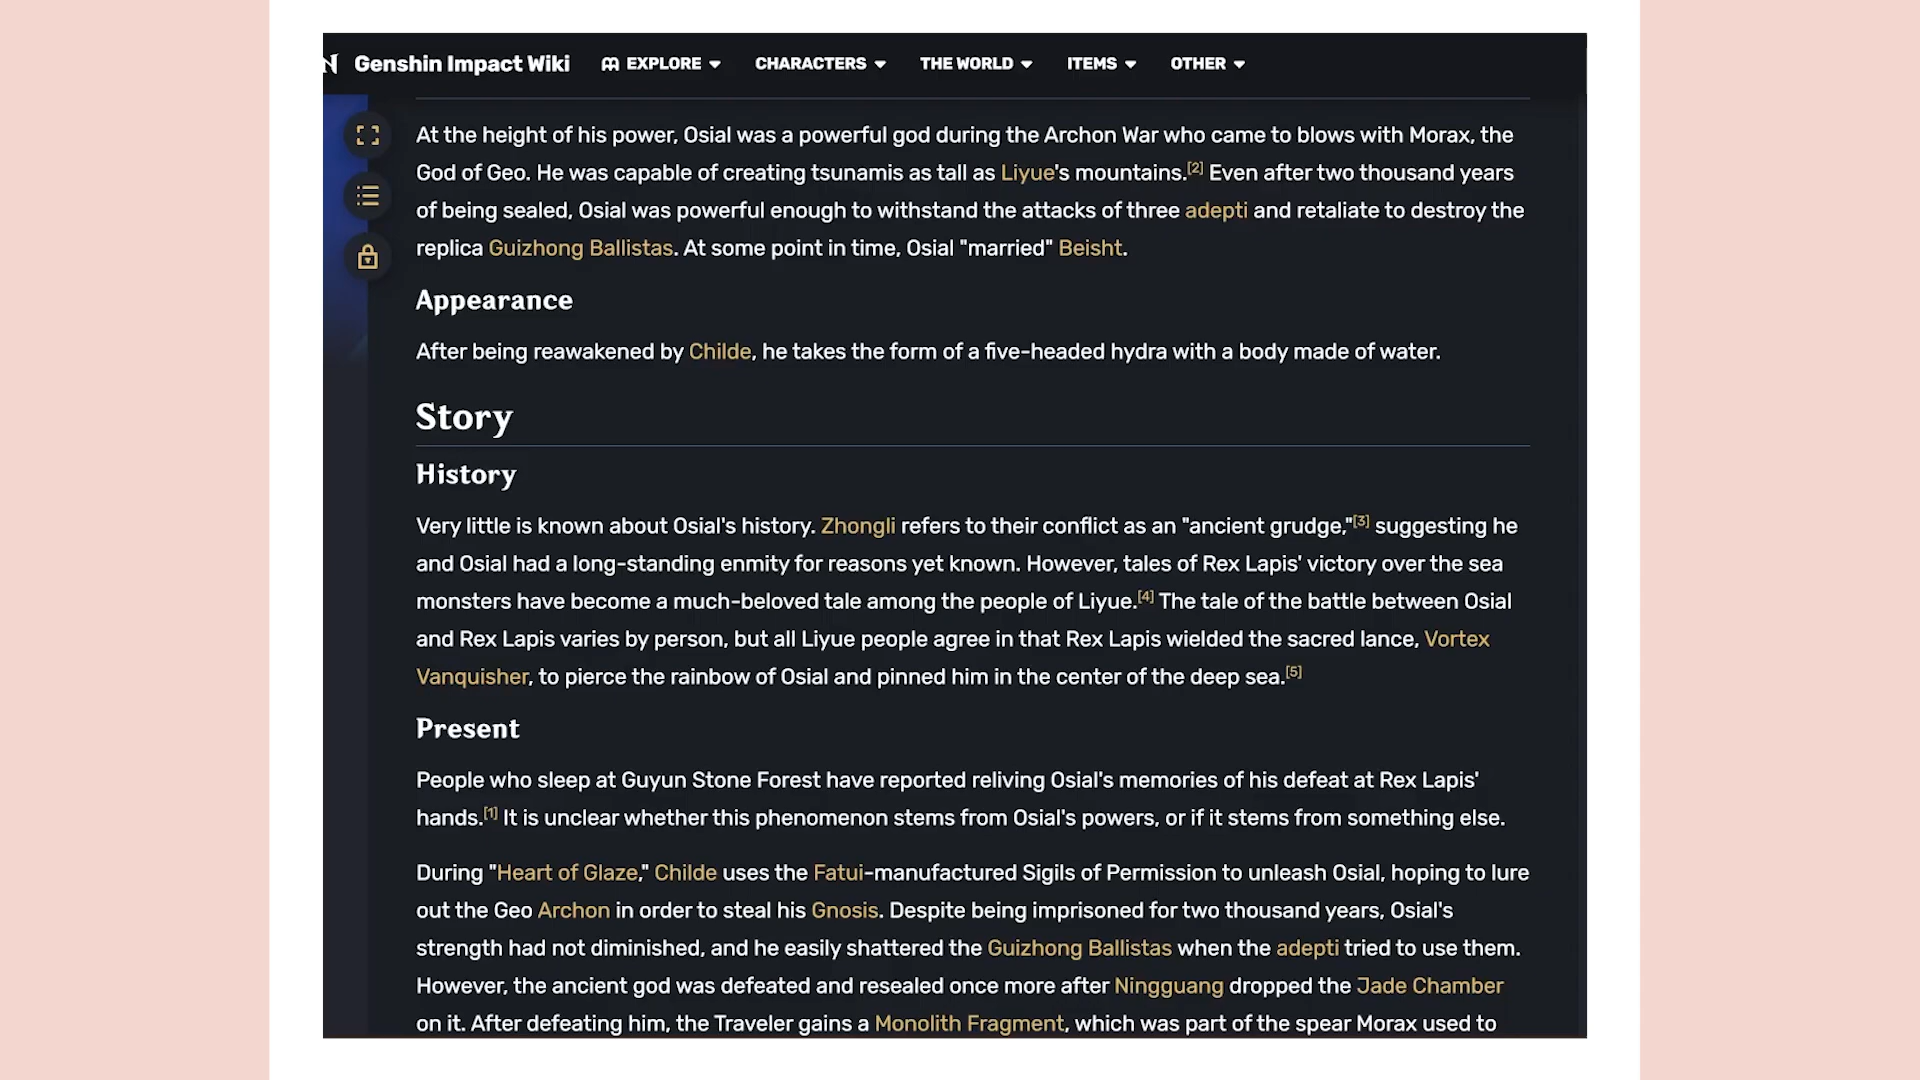 Genshin Impact Wiki EXPLORE CHARACTERS THE WORLD ITEMS OTHER
At the height of his power, Osial was a powerful god during the Archon War who came to blows with Morax, the
God of Geo. He was capable of creating tsunamis as tall as Liyue's mountains.[2] Even after two thousand years
of being sealed, Osial was powerful enough to withstand the attacks of three adepti and retaliate to destroy the
replica Guizhong Ballistas. At some point in time, Osial "married" Beisht.
Appearance
After being reawakened by Childe, he takes the form of a five-headed hydra with a body made of water.
Story
History
Very little is known about Osial's history. Zhongli refers to their conflict as an "ancient grudge,"[3] suggesting he
and Osial had a long-standing enmity for reasons yet known. However, tales of Rex Lapis' victory over the sea
monsters have become a much-beloved tale among the people of Liyue.[4] The tale of the battle between Osial
and Rex Lapis varies by person, but all Liyue people agree in that Rex Lapis wielded the sacred lance, Vortex
Vanquisher, to pierce the rainbow of Osial and pinned him in the center of the deep sea.[5]
Present
People who sleep at Guyun Stone Forest have reported reliving Osial's memories of his defeat at Rex Lapis'
hands.[1] It is unclear whether this phenomenon stems from Osial's powers, or if it stems from something else.
During "Heart of Glaze," Childe uses the Fatui-manufactured Sigils of Permission to unleash Osial, hoping to lure
out the Geo Archon in order to steal his Gnosis. Despite being imprisoned for two thousand years, Osial's
strength had not diminished, and he easily shattered the Guizhong Ballistas when the adepti tried to use them.
However, the ancient god was defeated and resealed once more after Ningguang dropped the Jade Chamber
on it. After defeating him, the Traveler gains a Monolith Fragment, which was part of the spear Morax used to